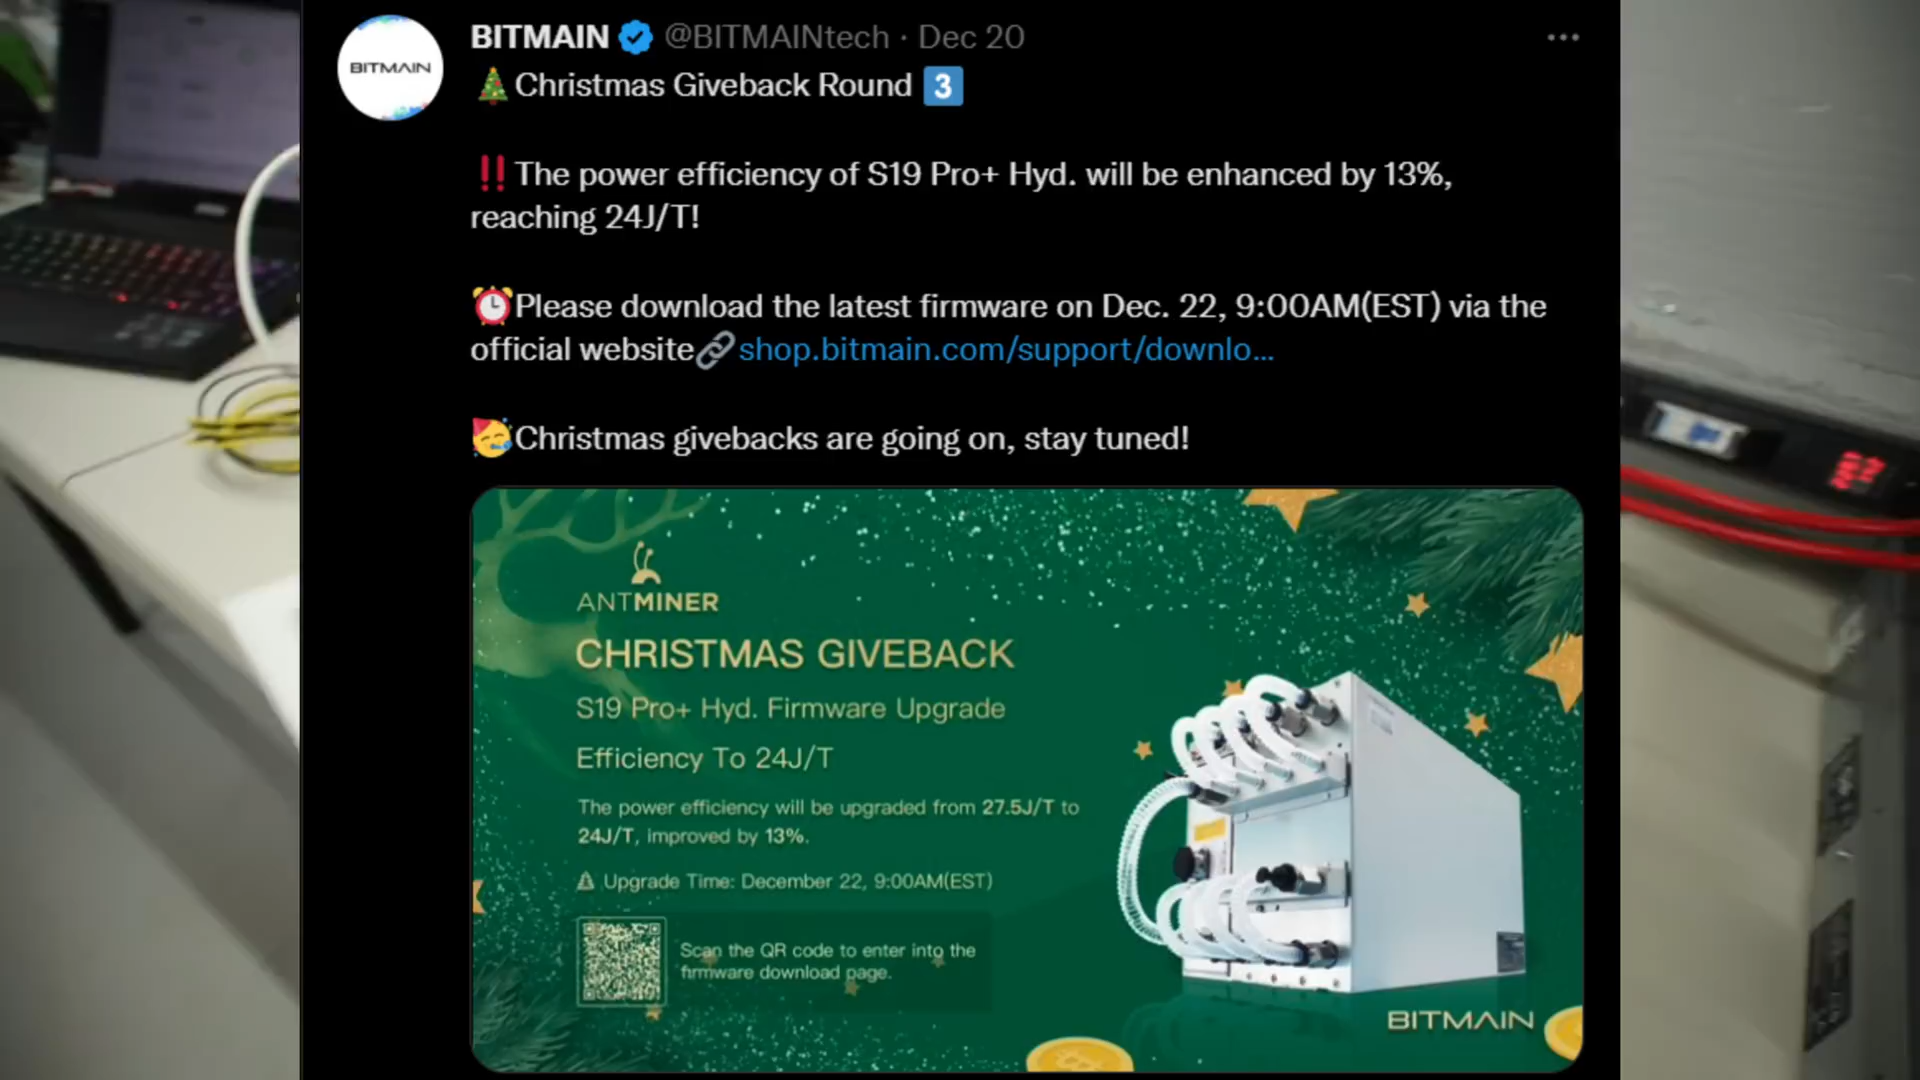 BITMAIN
BITMAIN @BITMAINtech · Dec 20
🎄Christmas Giveback Round 3️⃣
‼️The power efficiency of S19 Pro+ Hyd. will be enhanced by 13%,
reaching 24J/T!
⏰Please download the latest firmware on Dec. 22, 9:00AM(EST) via the
official website🔗shop.bitmain.com/support/downlo…
🥳Christmas givebacks are going on, stay tuned!
ANTMINER
CHRISTMAS GIVEBACK
S19 Pro+ Hyd. Firmware Upgrade
Efficiency To 24J/T
The power efficiency will be upgraded from 27.5J/T to
24J/T, improved by 13%.
Upgrade Time: December 22, 9:00AM(EST)
Scan the QR code to enter into the
firmware download page.
BITMAIN